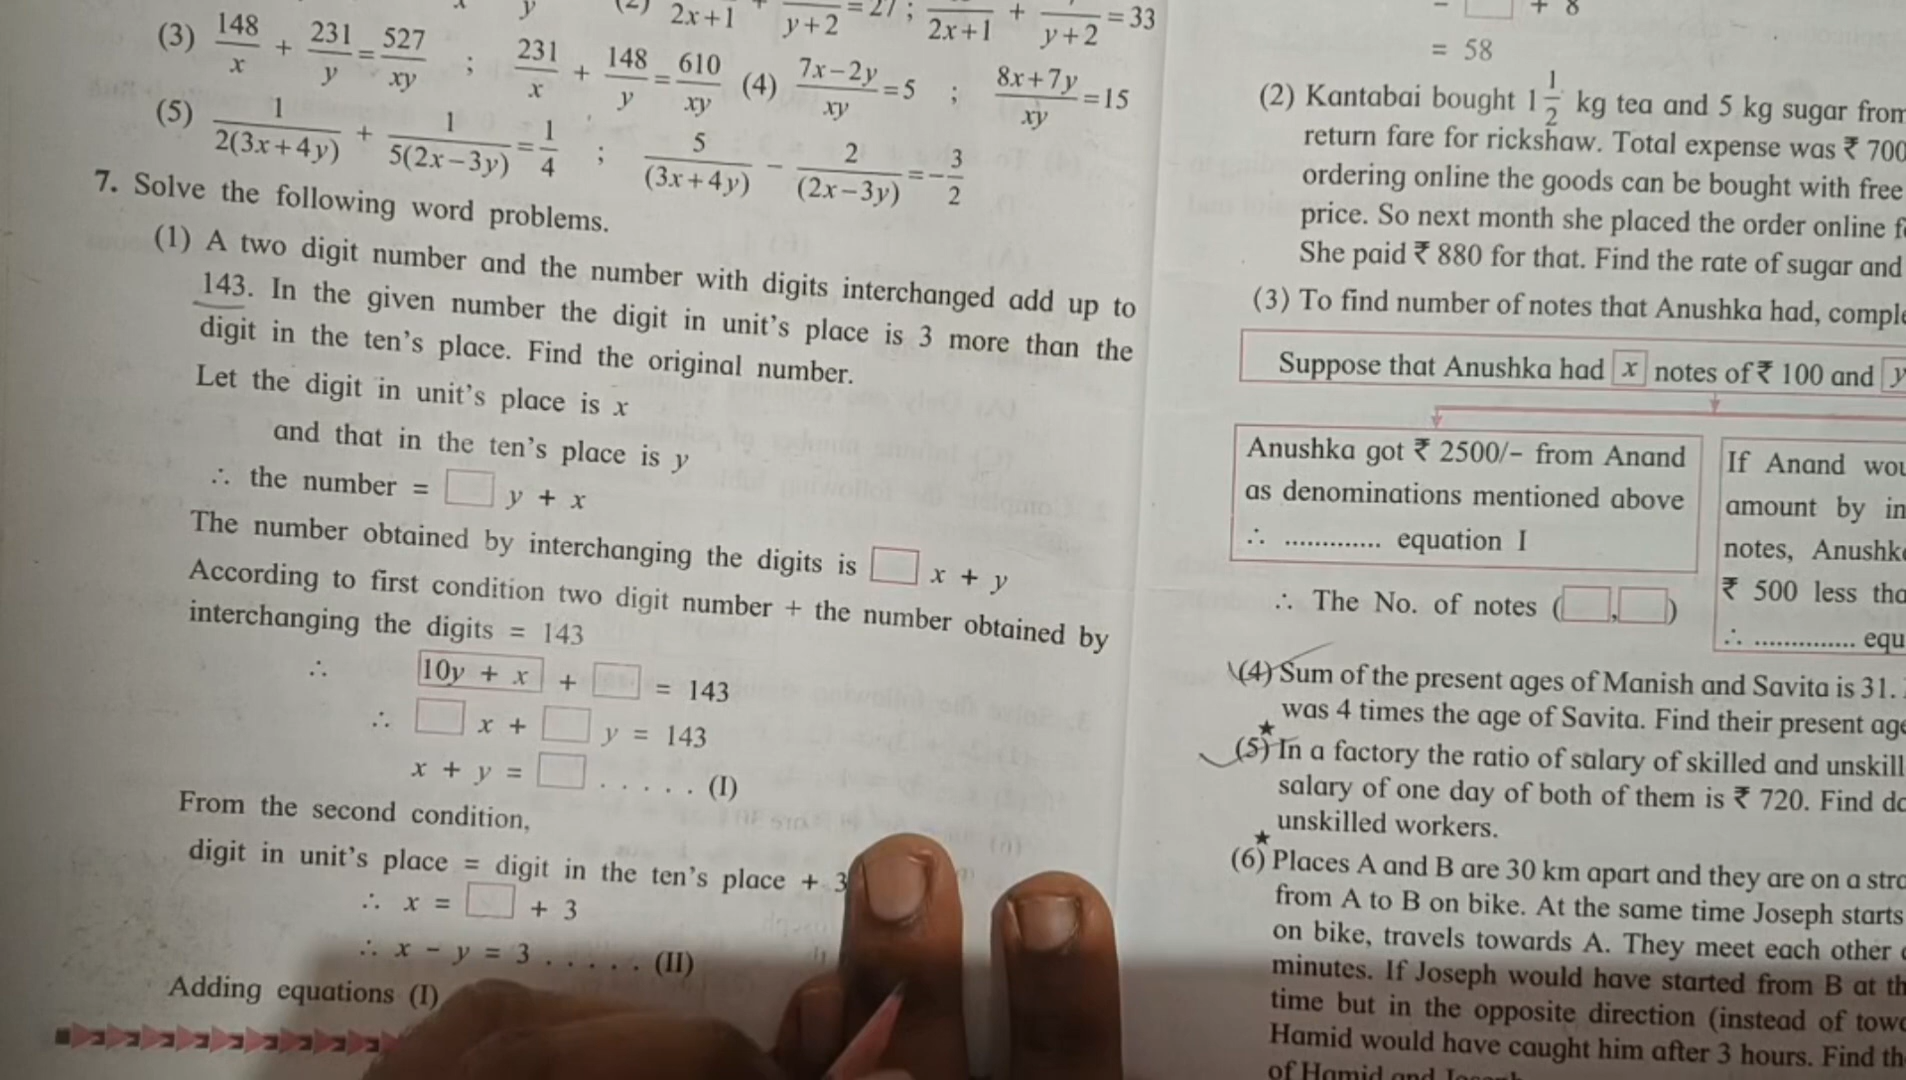 2x+1 + y+2 = 27 ; 2x+1 + y+2 = 33
(3) 148/x + 231/y = 527/xy ; 231/x + 148/y = 610/xy (4) 7x-2y/xy = 5 ; 8x+7y/xy = 15
(5) 1/2(3x+4y) + 1/5(2x-3y) = 1/4 ; 5/(3x+4y) - 2/(2x-3y) = -3/2
7. Solve the following word problems.
(1) A two digit number and the number with digits interchanged add up to
143. In the given number the digit in unit's place is 3 more than the
digit in the ten's place. Find the original number.
Let the digit in unit's place is x
and that in the ten's place is y
∴ the number = □ y + x
The number obtained by interchanging the digits is □ x + y
According to first condition two digit number + the number obtained by
interchanging the digits = 143
∴ 10y + x + □ = 143
∴ □ x + □ y = 143
x + y = □ . . . . . (I)
From the second condition,
digit in unit's place = digit in the ten's place + 3
∴ x = □ + 3
∴ x - y = 3 . . . . . (II)
Adding equations (I)
- □ + 8
= 58
(2) Kantabai bought 1 1/2 kg tea and 5 kg sugar from
return fare for rickshaw. Total expense was ₹ 700
ordering online the goods can be bought with free
price. So next month she placed the order online
She paid ₹ 880 for that. Find the rate of sugar and
(3) To find number of notes that Anushka had,
Suppose that Anushka had x notes of ₹ 100 and y
Anushka got ₹ 2500/- from Anand
as denominations mentioned above
∴ ............. equation I
If Anand
amount by
notes,
₹ 500 less
∴ ..............
∴ The No. of notes (□,□)
(4) Sum of the present ages of Manish and Savita is 31.
was 4 times the age of Savita. Find their present
★
(5) In a factory the ratio of salary of skilled and
salary of one day of both of them is ₹ 720. Find
unskilled workers.
★
(6) Places A and B are 30 km apart and they are on a
from A to B on bike. At the same time Joseph starts
on bike, travels towards A. They meet each other
minutes. If Joseph would have started from B at
time but in the opposite direction (instead of
Hamid would have caught him after 3 hours. Find
of Hamid and